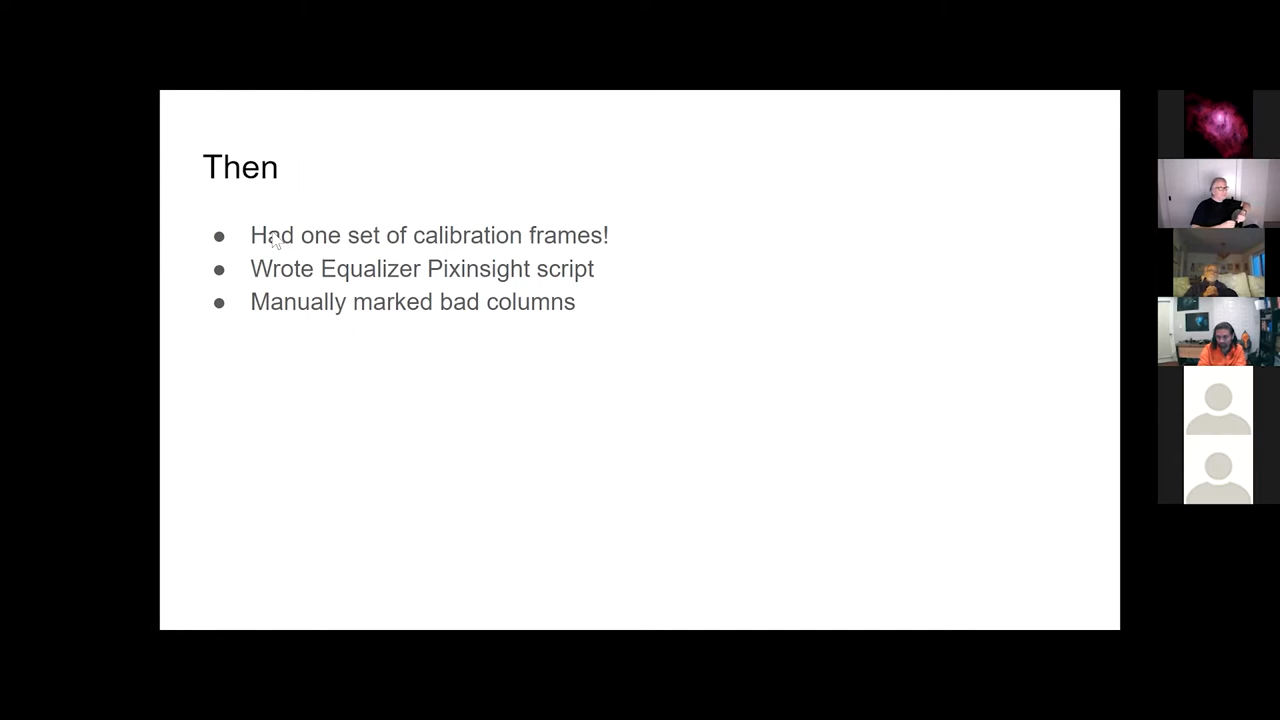 Then
● Had one set of calibration frames!
● Wrote Equalizer Pixinsight script
● Manually marked bad columns